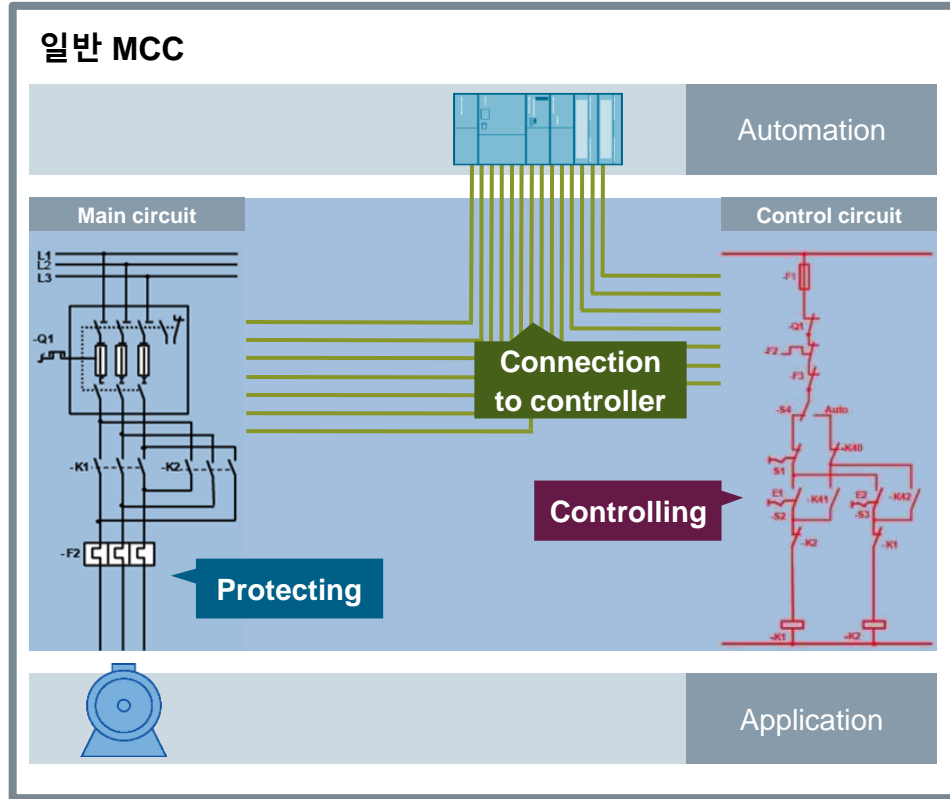 일반 MCC
Automation
Main circuit
Control circuit
L1
L2
L3
-Q1
-K1
-K2
-F2
Connection
to controller
Controlling
Protecting
-F1
-Q1
-F2
-F3
-S4
Auto
-K40
S1
E1
-K41
E2
-K42
-S2
-S3
-K2
-K1
-K1
-K2
Application